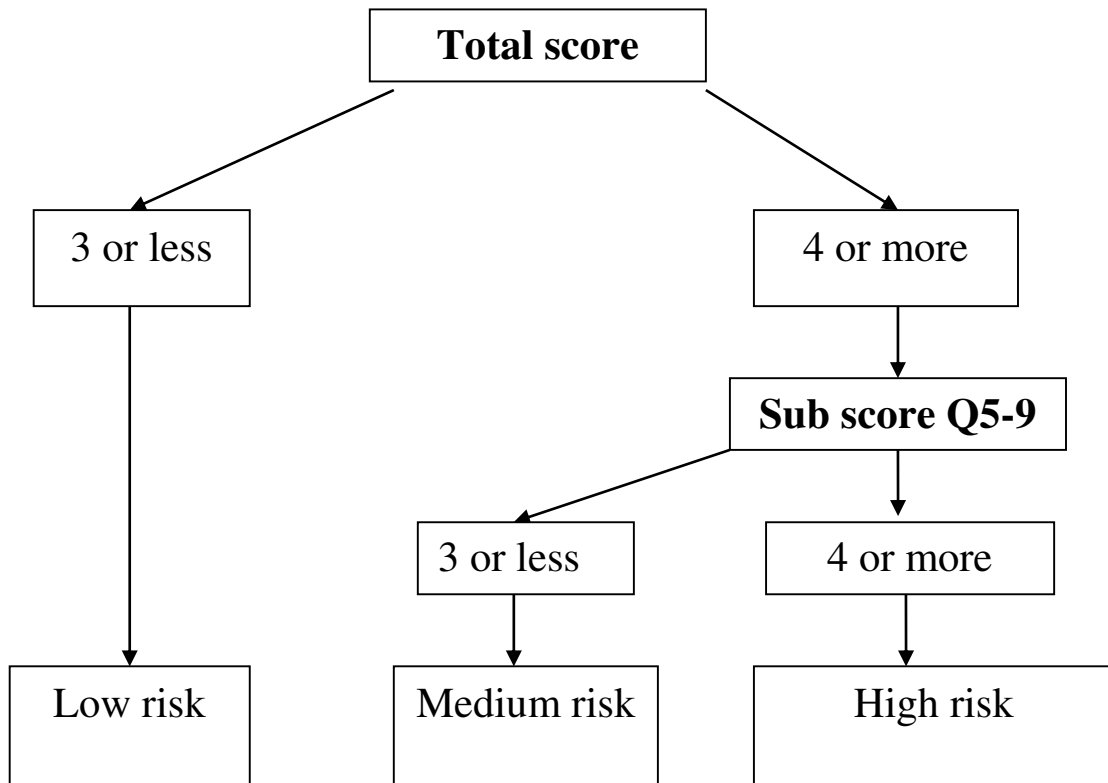 Total score
3 or less
4 or more
Sub score Q5-9
3 or less
4 or more
Low risk
Medium risk
High risk